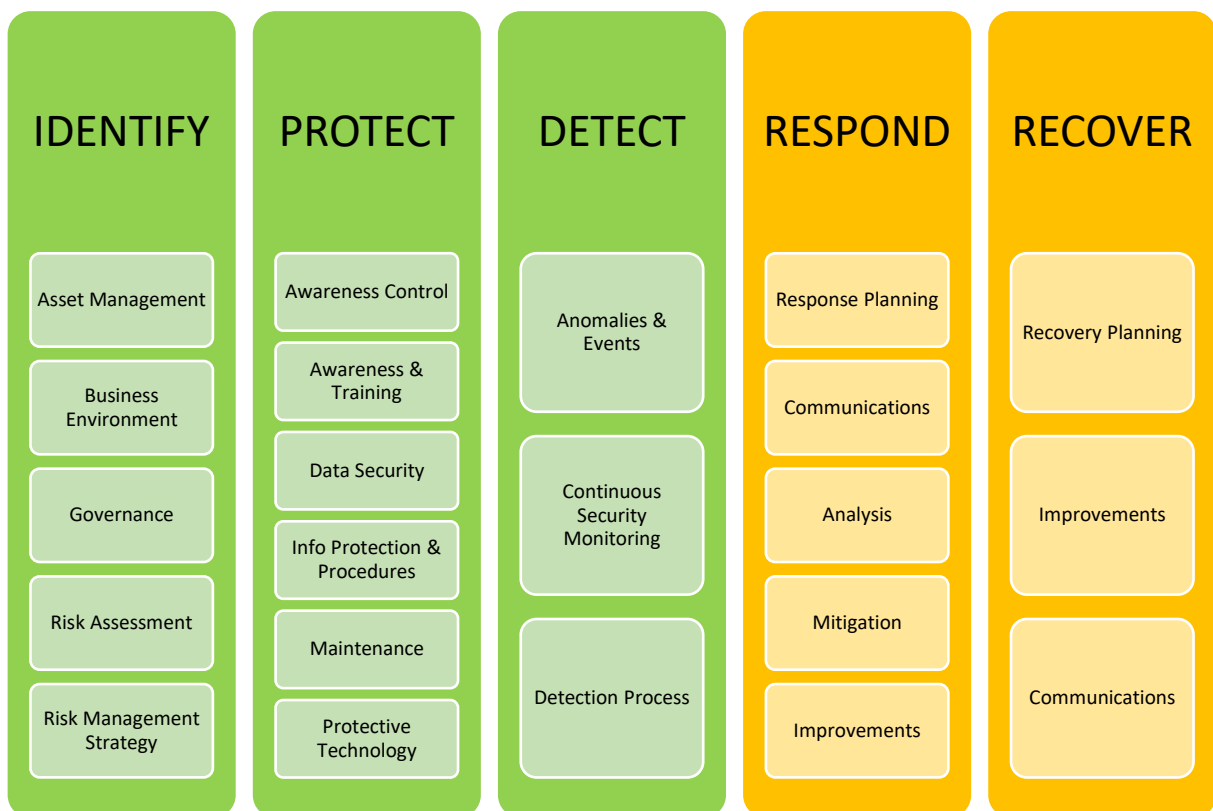 IDENTIFY
Asset Management
Business
Environment
Governance
Risk Assessment
Risk Management
Strategy
PROTECT
Awareness Control
Awareness &
Training
Data Security
Info Protection &
Procedures
Maintenance
Protective
Technology
DETECT
Anomalies &
Events
Continuous
Security
Monitoring
Detection Process
RESPOND
Response Planning
Communications
Analysis
Mitigation
Improvements
RECOVER
Recovery Planning
Improvements
Communications